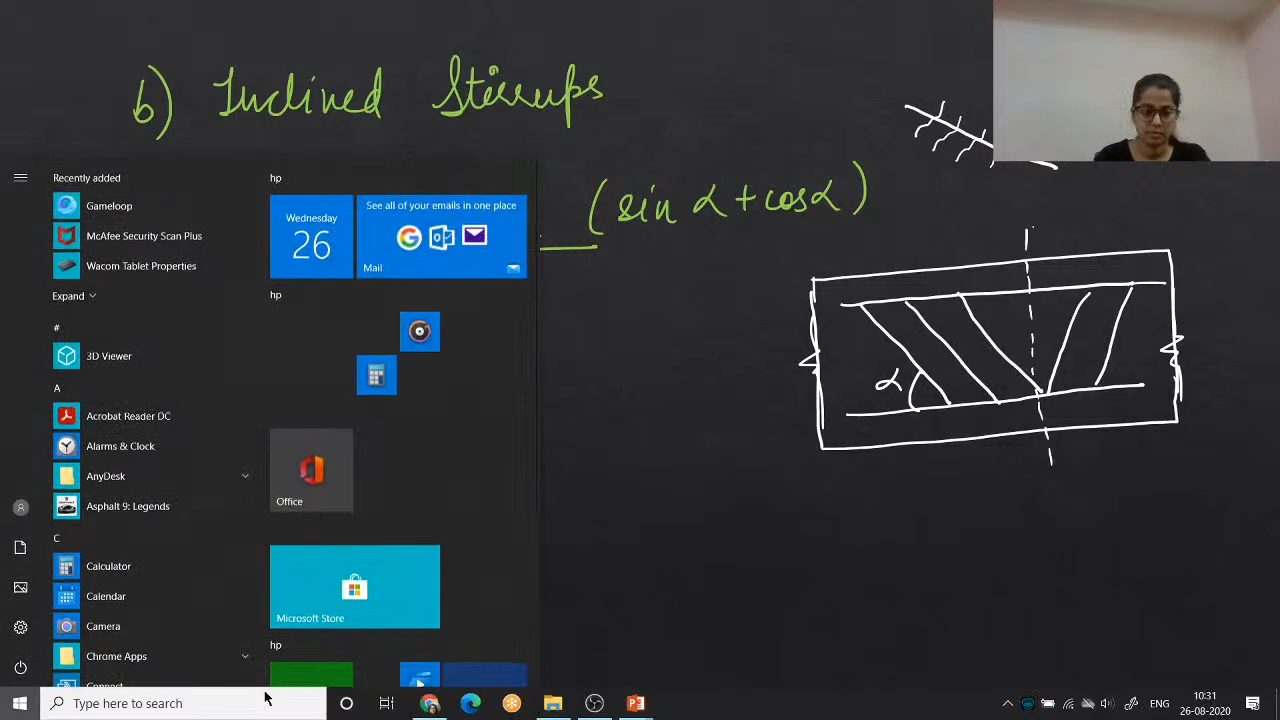 b) Inclined Stirrups
(sin α + cosα)
α
Recently added
Gameloop
McAfee Security Scan Plus
Wacom Tablet Properties
Expand
#
3D Viewer
A
Acrobat Reader DC
Alarms & Clock
AnyDesk
Asphalt 9: Legends
C
Calculator
Calendar
Camera
Chrome Apps
hp
Wednesday
26
See all of your emails in one place
Mail
hp
Office
Microsoft Store
hp
Type here to search
ENG
10:31
26-08-2020